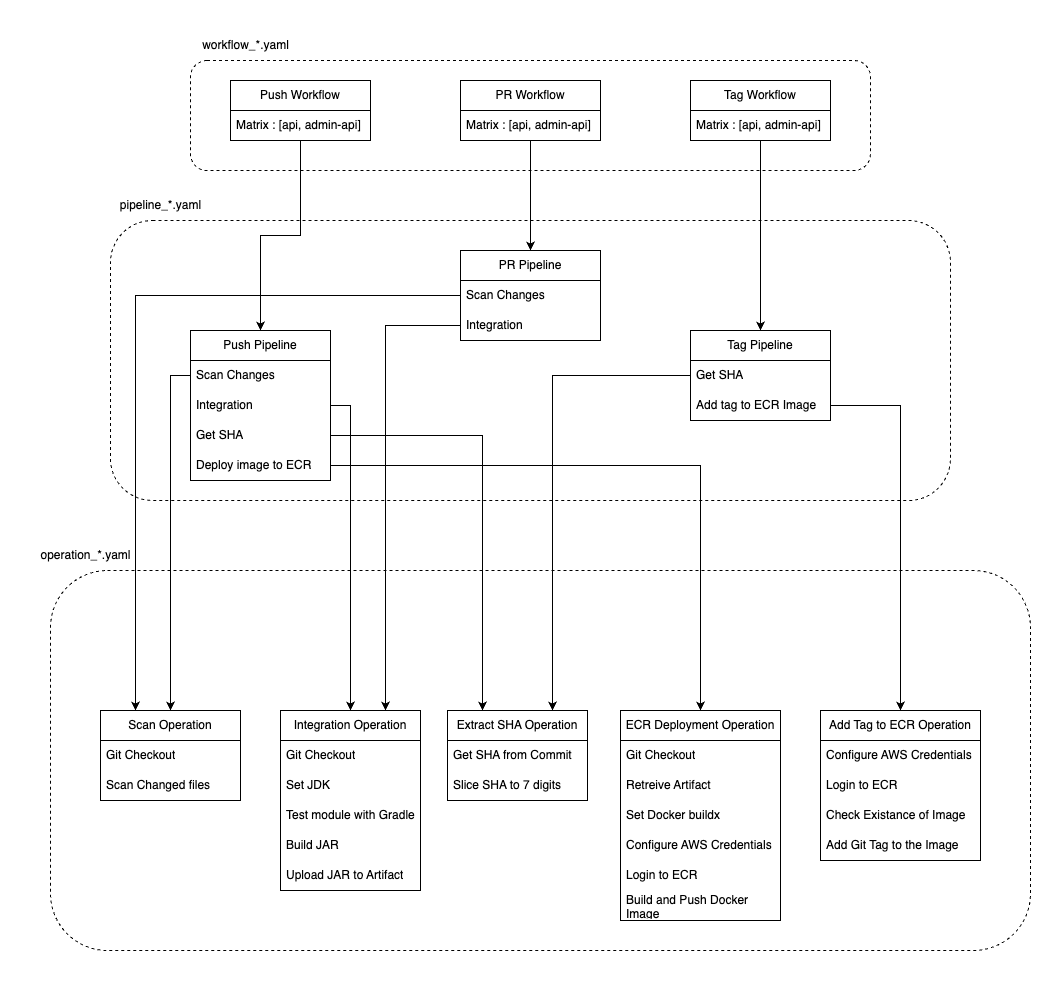 workflow_*.yaml
Push Workflow
Matrix : [api, admin-api]
PR Workflow
Matrix : [api, admin-api]
Tag Workflow
Matrix : [api, admin-api]
pipeline_*.yaml
PR Pipeline
Scan Changes
Integration
Push Pipeline
Scan Changes
Integration
Get SHA
Deploy image to ECR
Tag Pipeline
Get SHA
Add tag to ECR Image
operation_*.yaml
Scan Operation
Git Checkout
Scan Changed files
Integration Operation
Git Checkout
Set JDK
Test module with Gradle
Build JAR
Upload JAR to Artifact
Extract SHA Operation
Get SHA from Commit
Slice SHA to 7 digits
ECR Deployment Operation
Git Checkout
Retreive Artifact
Set Docker buildx
Configure AWS Credentials
Login to ECR
Build and Push Docker
Image
Add Tag to ECR Operation
Configure AWS Credentials
Login to ECR
Check Existance of Image
Add Git Tag to the Image